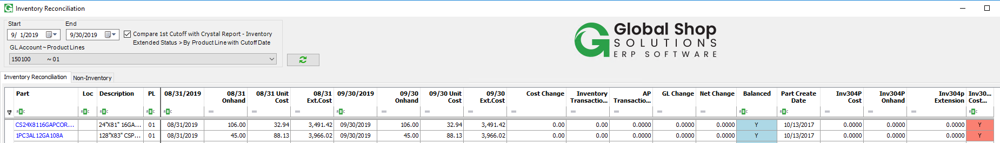 Inventory Reconciliation
Start End
9/ 1/2019 9/30/2019 Compare 1st Cutoff with Crystal Report - Inventory
Extended Status > By Product Line with Cutoff Date
GL Account ~ Product Lines
150100 ~ 01
Global Shop
SOLUTIONS
ERP SOFTWARE
Inventory Reconciliation Non-Inventory
Part Loc Description PL 08/31/2019 08/31 Onhand 08/31 Unit Cost 08/31 Ext.Cost 09/30/2019 09/30 Onhand 09/30 Unit Cost 09/30 Ext.Cost Cost Change Inventory Transactio... AP Transactio... GL Change Net Change Balanced Part Create Date Inv304P Cost Inv304P Onhand Inv304p Extension Inv30... Cost...
ABC ABC ABC ABC ABC = = = ABC = = = = = = = = ABC = = = = ABC
CS24X8116GAPCOR... 24"X81" 16GA... 01 08/31/2019 106.00 32.94 3,491.42 09/30/2019 106.00 32.94 3,491.42 0.00 0.00 0.0000 0.0000 0.0000 Y 10/13/2017 0.0000 0.0000 0.0000 Y
1PC3AL12GA108A 128"X83" CSP... 01 08/31/2019 45.00 88.13 3,966.02 09/30/2019 45.00 88.13 3,966.02 0.00 0.00 0.0000 0.0000 0.0000 Y 10/13/2017 0.0000 0.0000 0.0000 Y